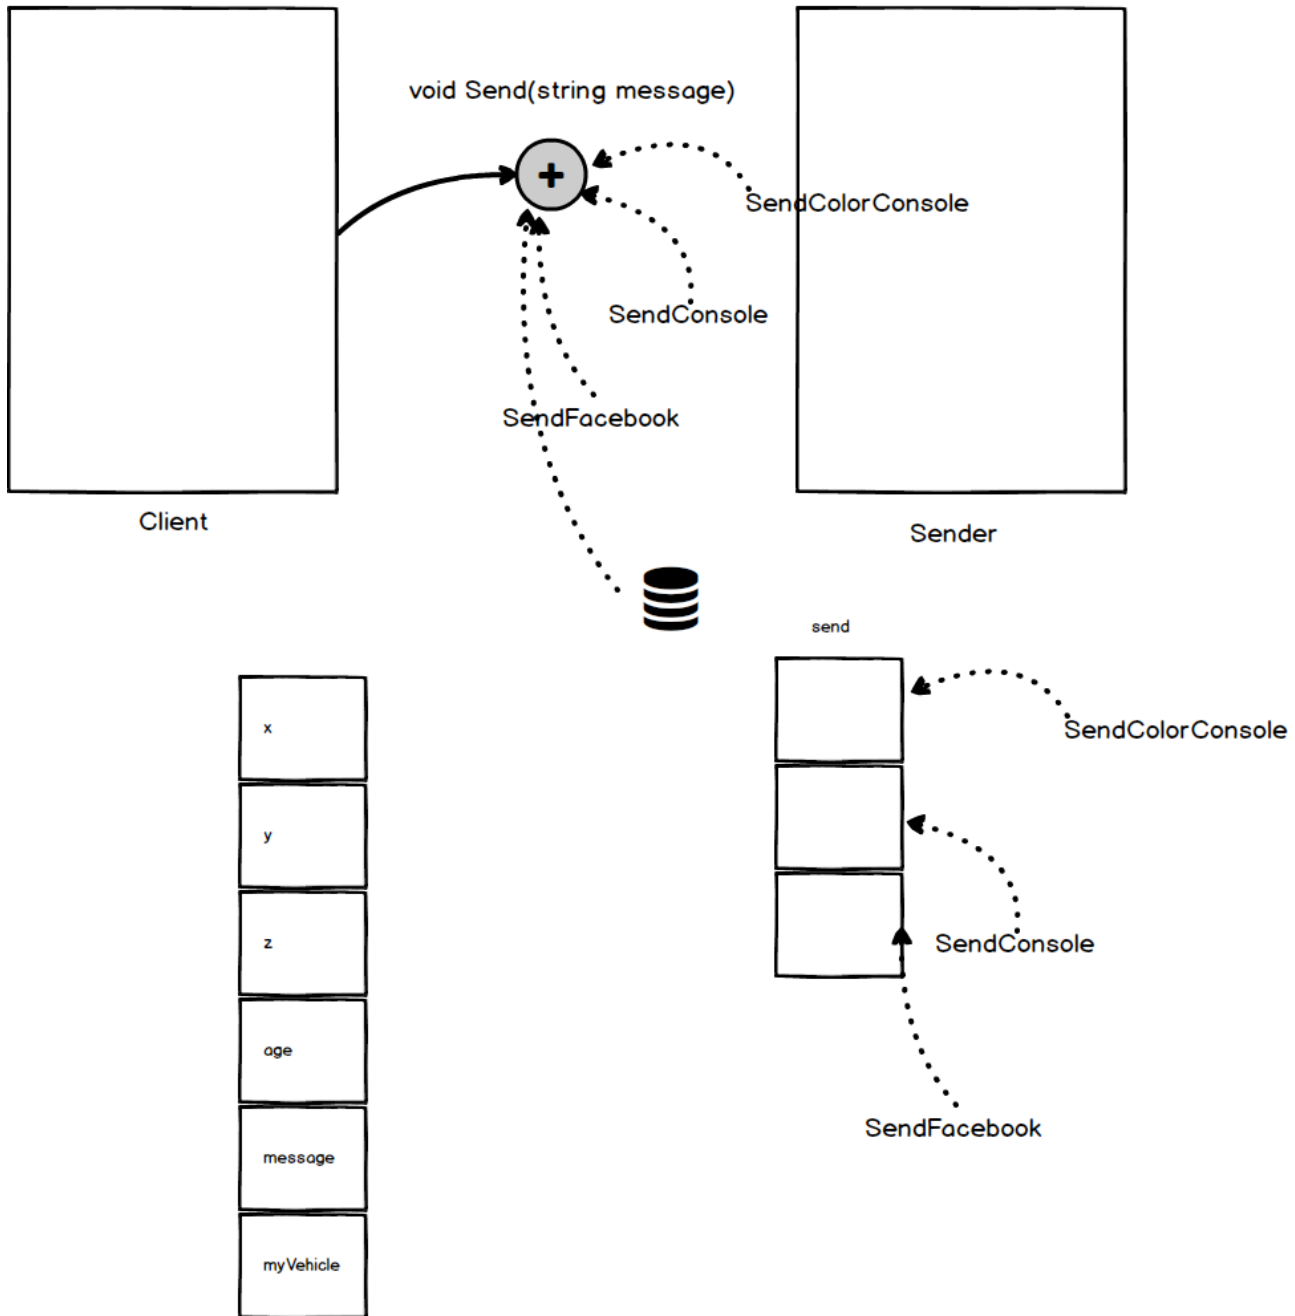 void Send(string message)
+
SendColorConsole
SendConsole
SendFacebook
Client
Sender
send
x
y
z
age
message
myVehicle
SendColorConsole
SendConsole
SendFacebook